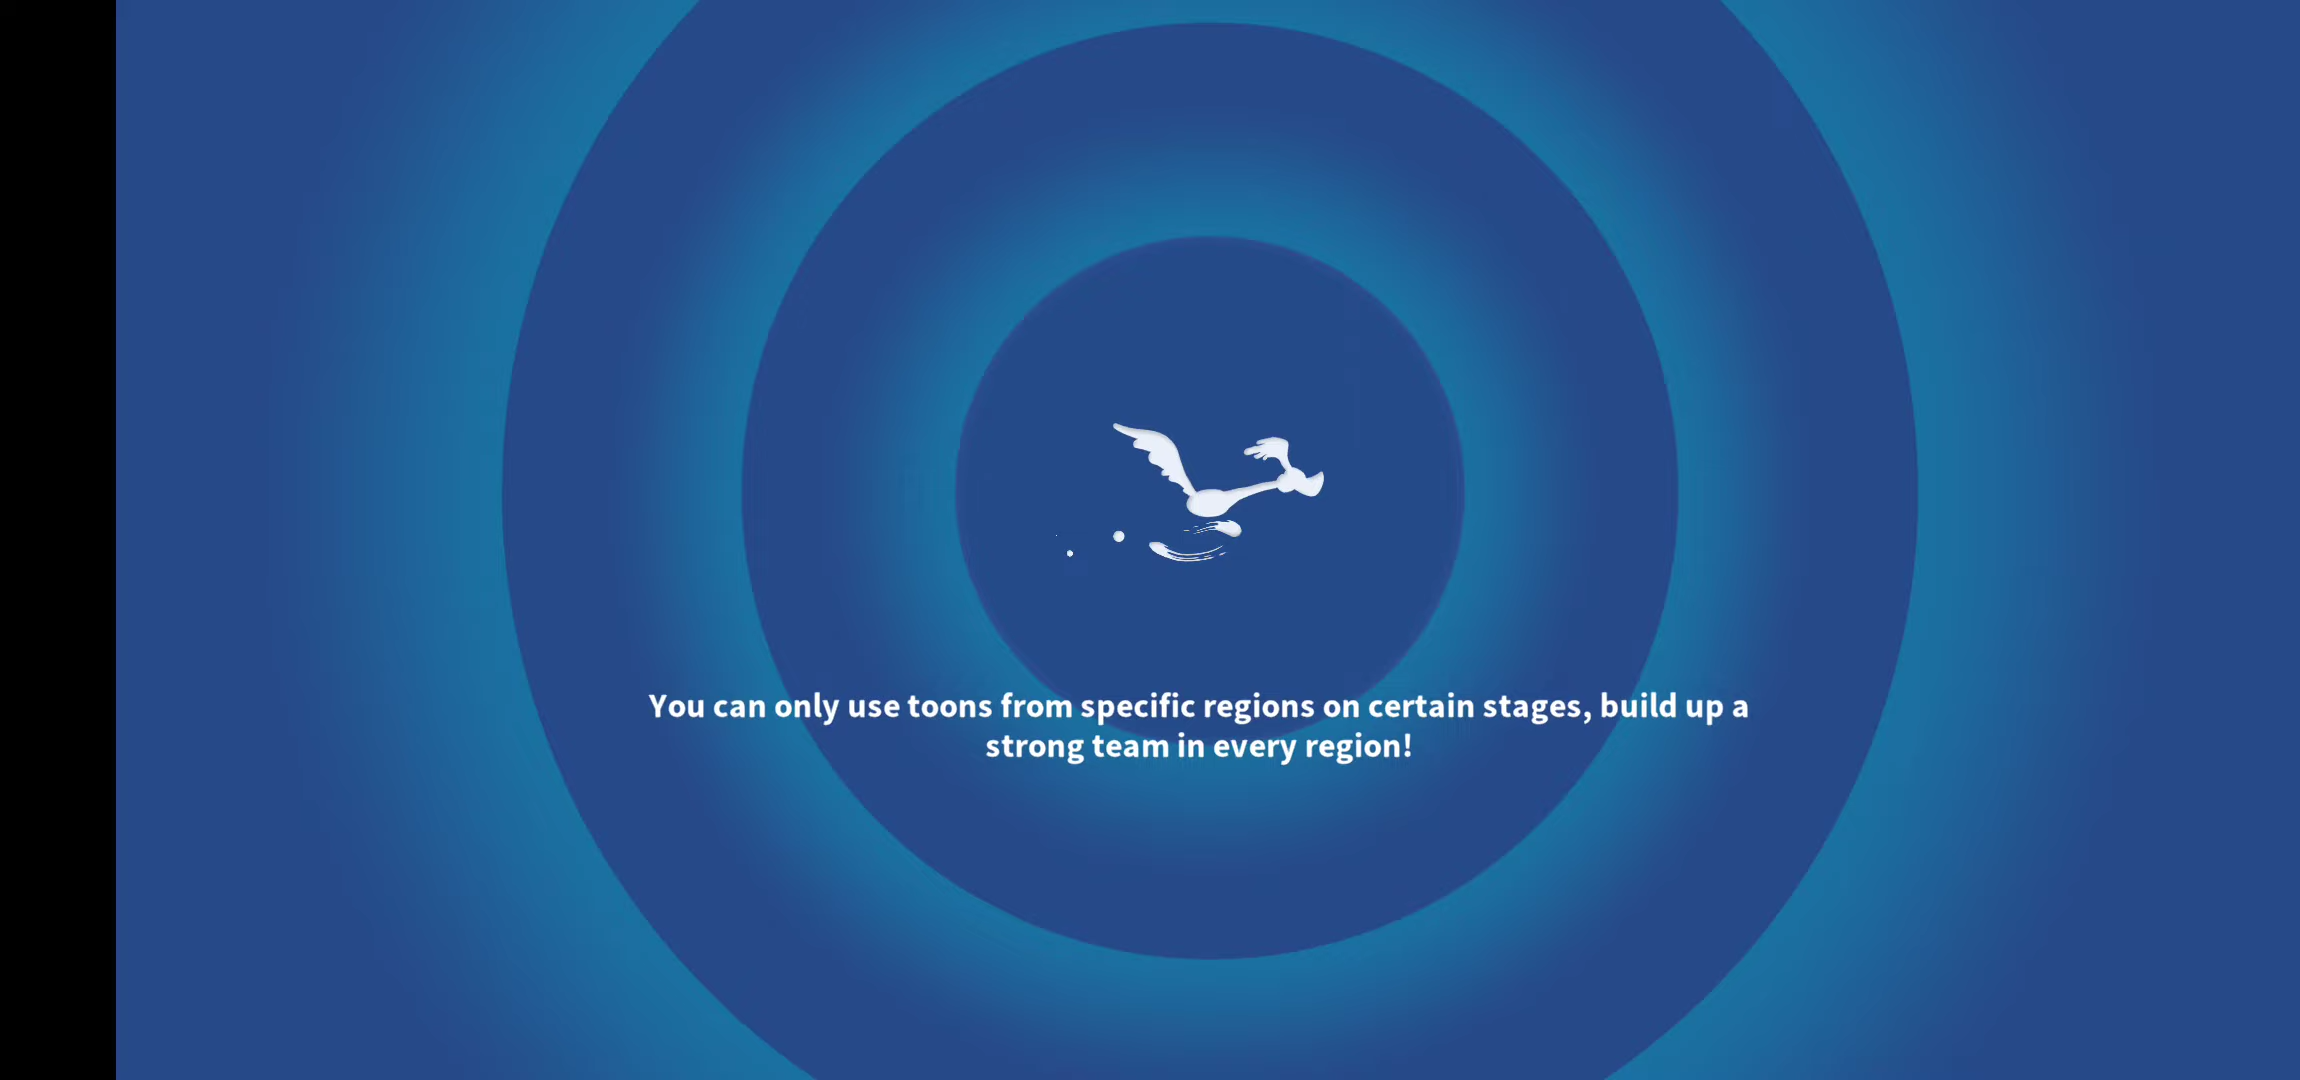 You can only use toons from specific regions on certain stages, build up a
strong team in every region!